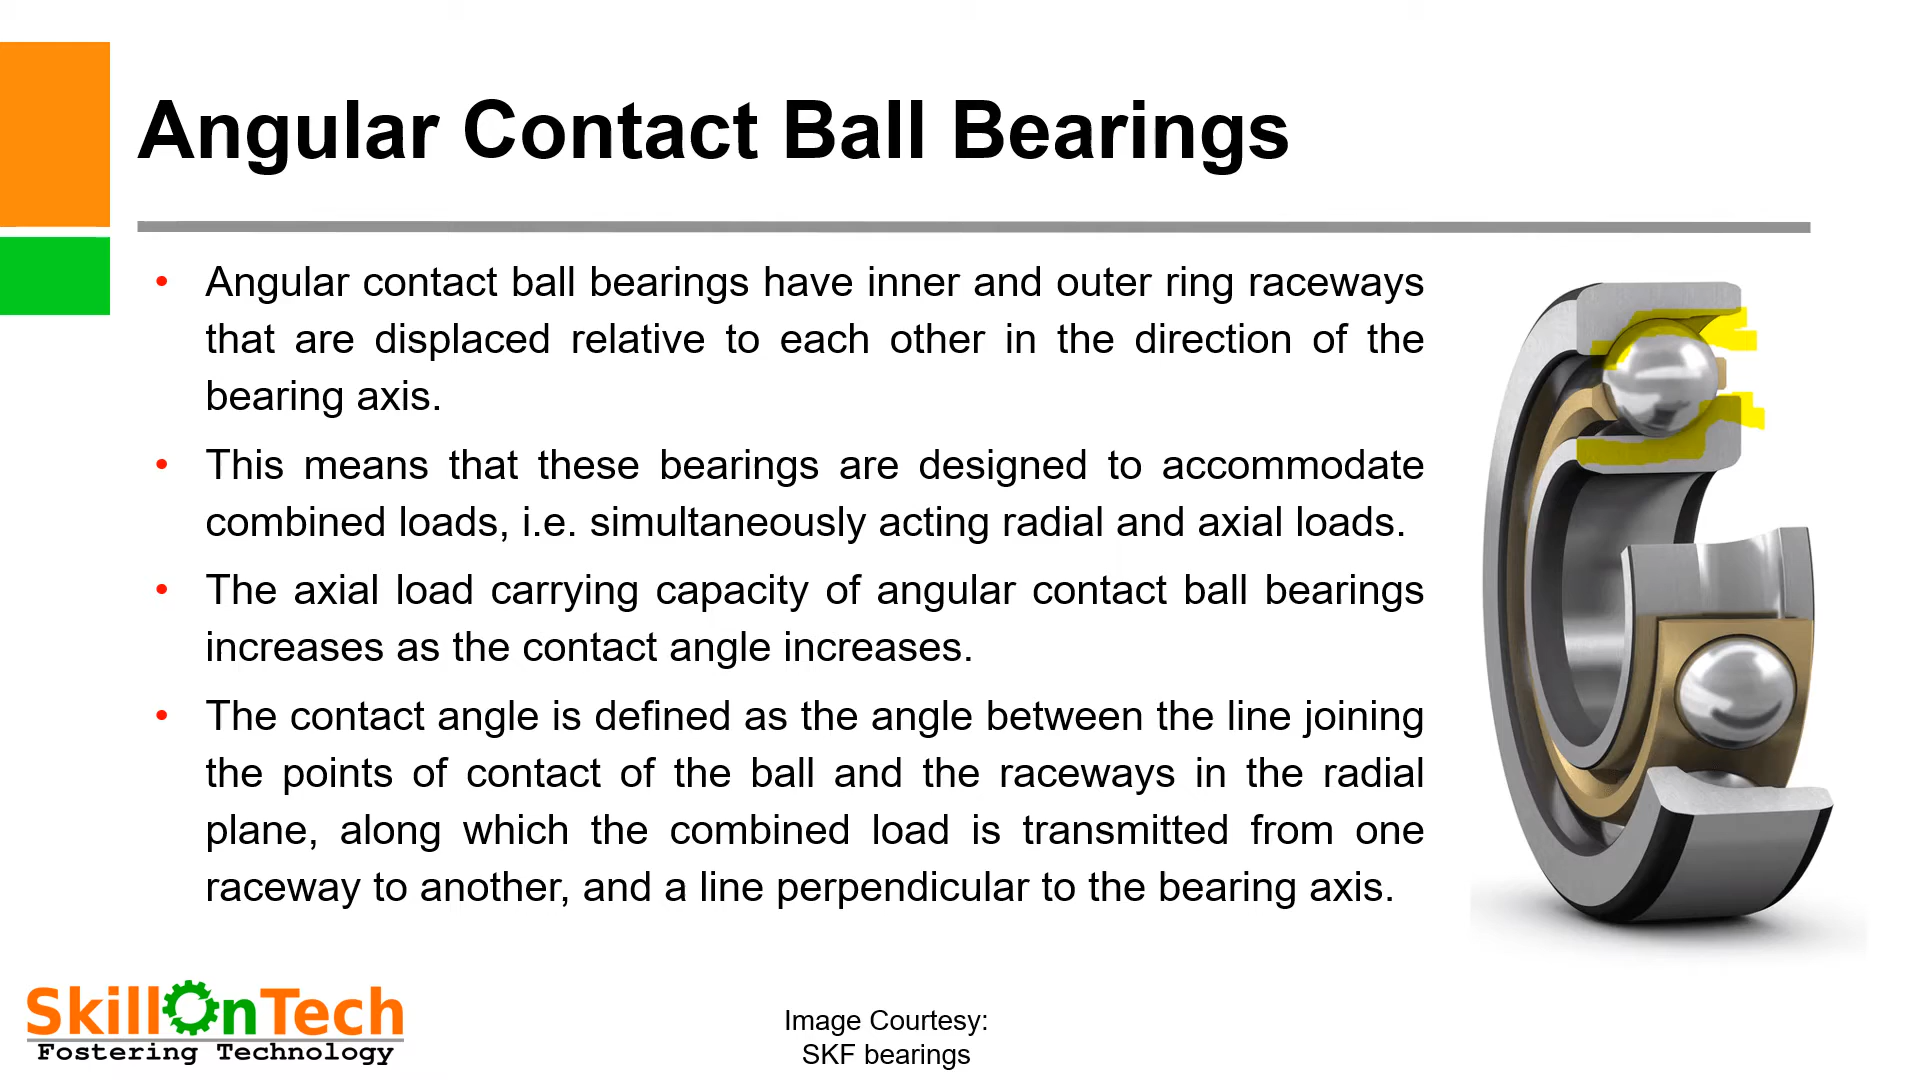 Angular Contact Ball Bearings
• Angular contact ball bearings have inner and outer ring raceways
that are displaced relative to each other in the direction of the
bearing axis.
• This means that these bearings are designed to accommodate
combined loads, i.e. simultaneously acting radial and axial loads.
• The axial load carrying capacity of angular contact ball bearings
increases as the contact angle increases.
• The contact angle is defined as the angle between the line joining
the points of contact of the ball and the raceways in the radial
plane, along which the combined load is transmitted from one
raceway to another, and a line perpendicular to the bearing axis.
SkillOnTech
Fostering Technology
Image Courtesy:
SKF bearings